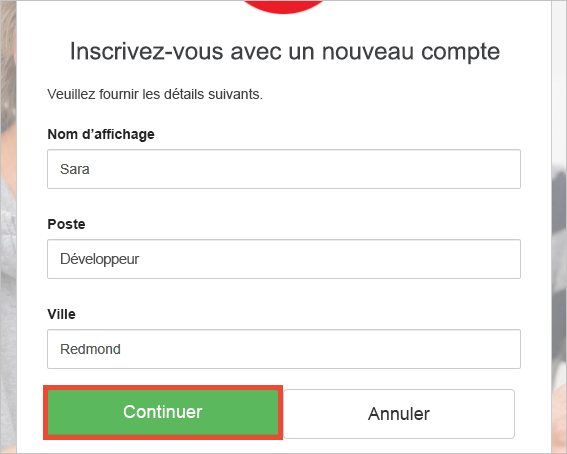 Inscrivez-vous avec un nouveau compte
Veuillez fournir les détails suivants.
Nom d’affichage
Sara
Poste
Développeur
Ville
Redmond
Continuer
Annuler